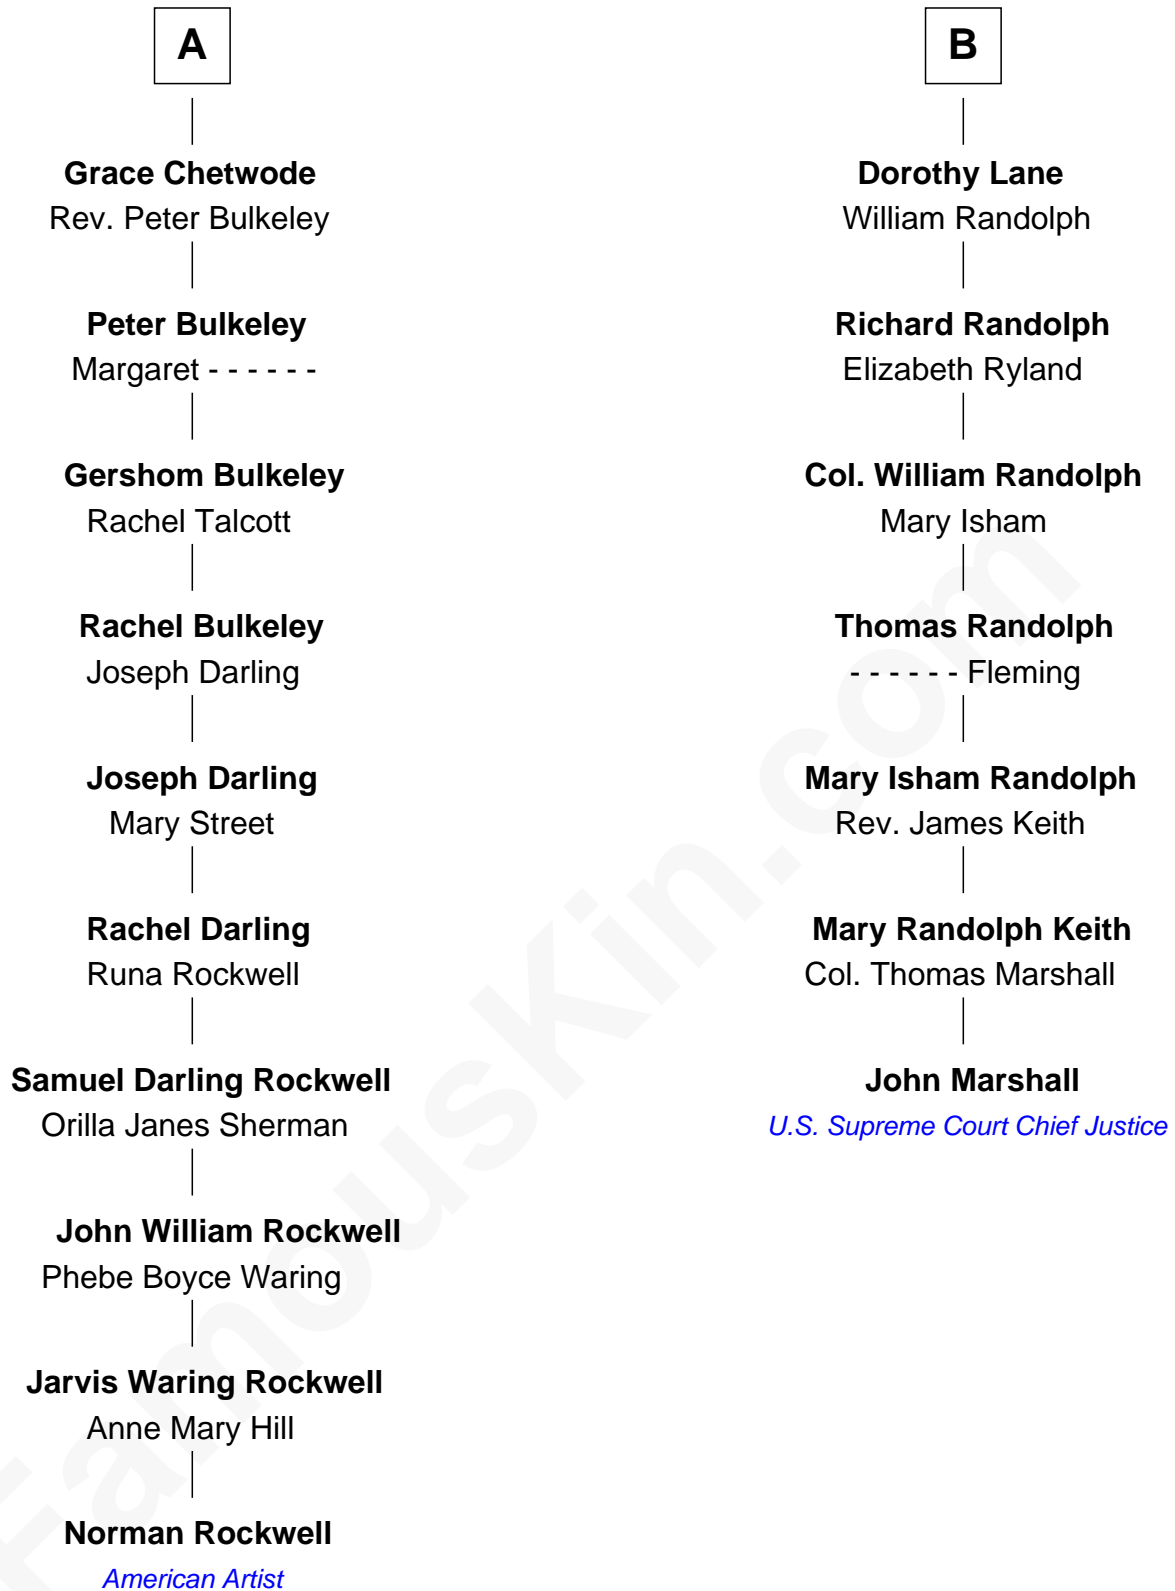 A
Grace Chetwode
Rev. Peter Bulkeley
Peter Bulkeley
Margaret - - - - - -
Gershom Bulkeley
Rachel Talcott
Rachel Bulkeley
Joseph Darling
Joseph Darling
Mary Street
Rachel Darling
Runa Rockwell
Samuel Darling Rockwell
Orilla Janes Sherman
John William Rockwell
Phebe Boyce Waring
Jarvis Waring Rockwell
Anne Mary Hill
Norman Rockwell
American Artist
B
Dorothy Lane
William Randolph
Richard Randolph
Elizabeth Ryland
Col. William Randolph
Mary Isham
Thomas Randolph
- - - - - - Fleming
Mary Isham Randolph
Rev. James Keith
Mary Randolph Keith
Col. Thomas Marshall
John Marshall
U.S. Supreme Court Chief Justice
FamousKin.com